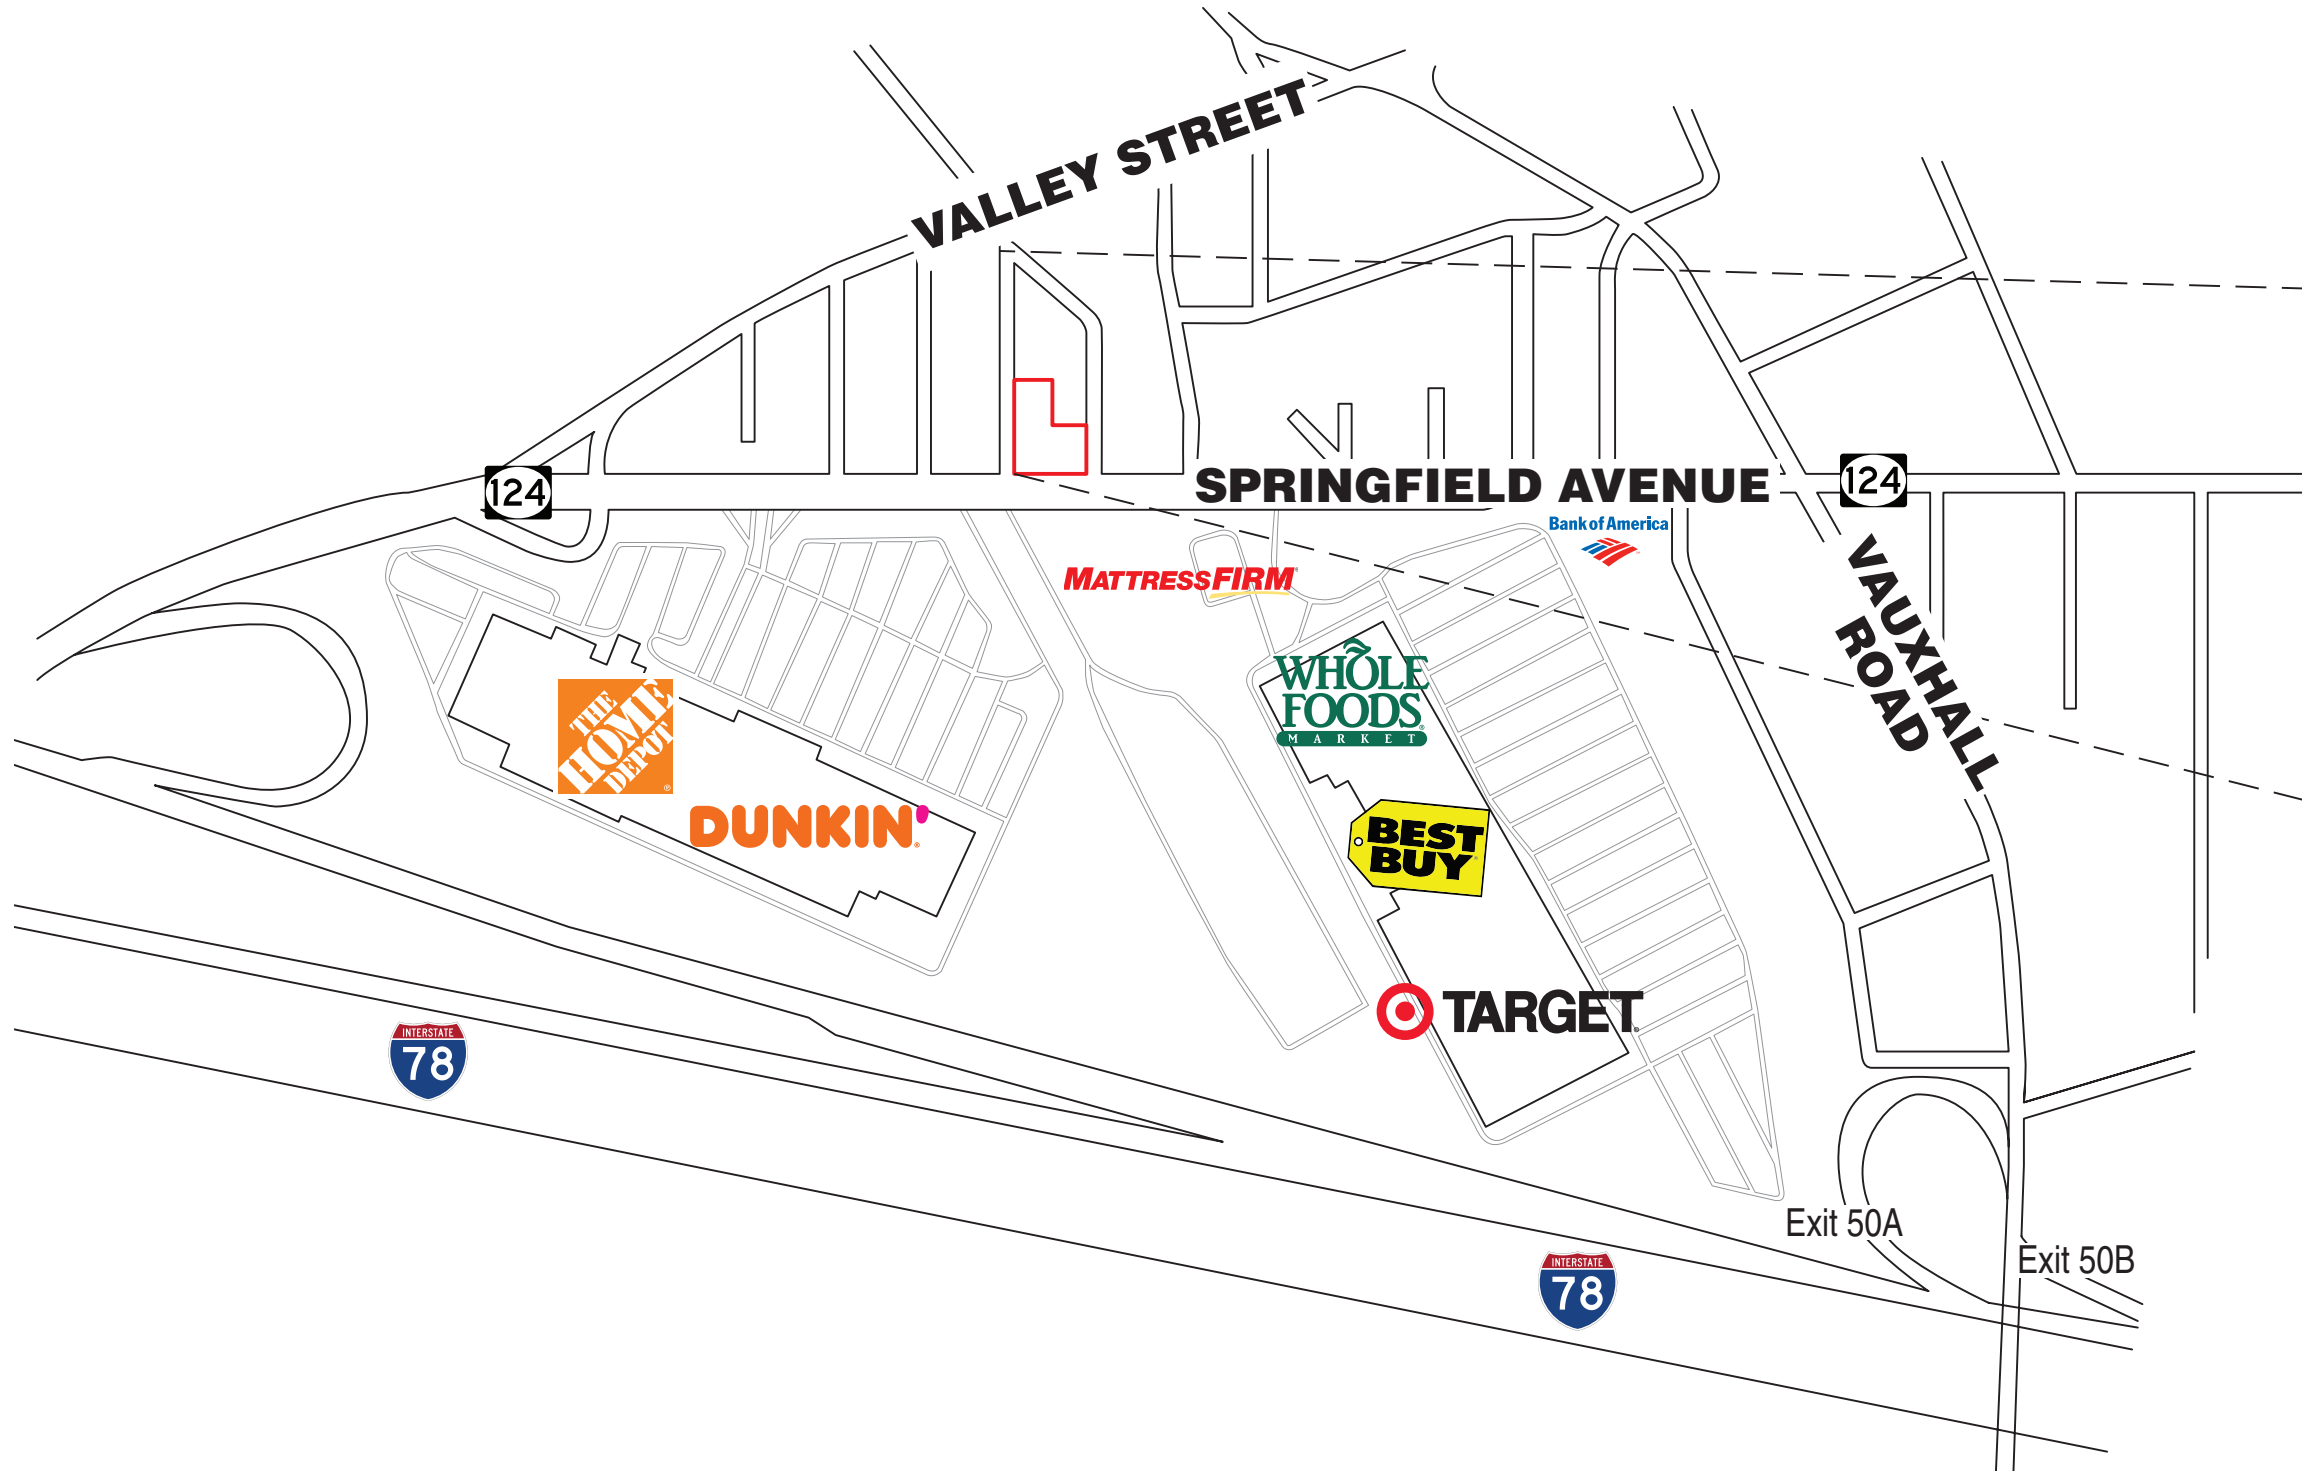 VALLEY STREET
124
SPRINGFIELD AVENUE
124
Bank of America
MATTRESSFIRM
VAUXHALL
ROAD
WHOLE
FOODS
MARKET
THE
HOME
DEPOT
DUNKIN'
BEST
BUY
TARGET
INTERSTATE
78
Exit 50A
Exit 50B
INTERSTATE
78